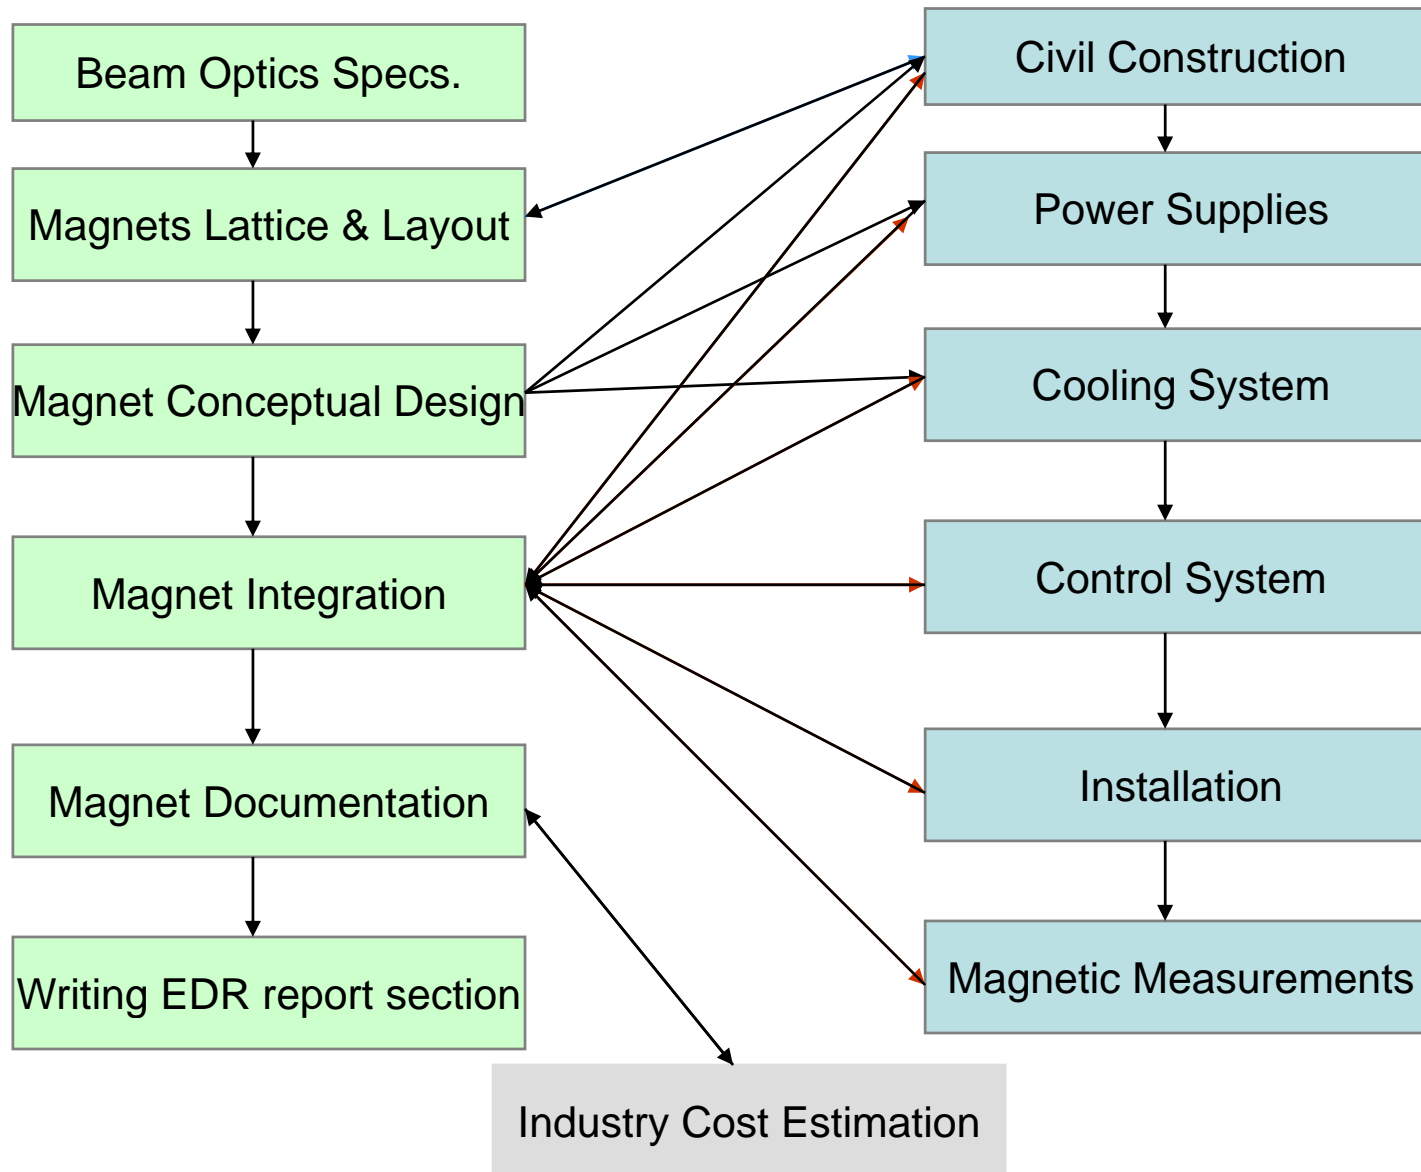 Beam Optics Specs.
Magnets Lattice & Layout
Magnet Conceptual Design
Magnet Integration
Magnet Documentation
Writing EDR report section
Civil Construction
Power Supplies
Cooling System
Control System
Installation
Magnetic Measurements
Industry Cost Estimation